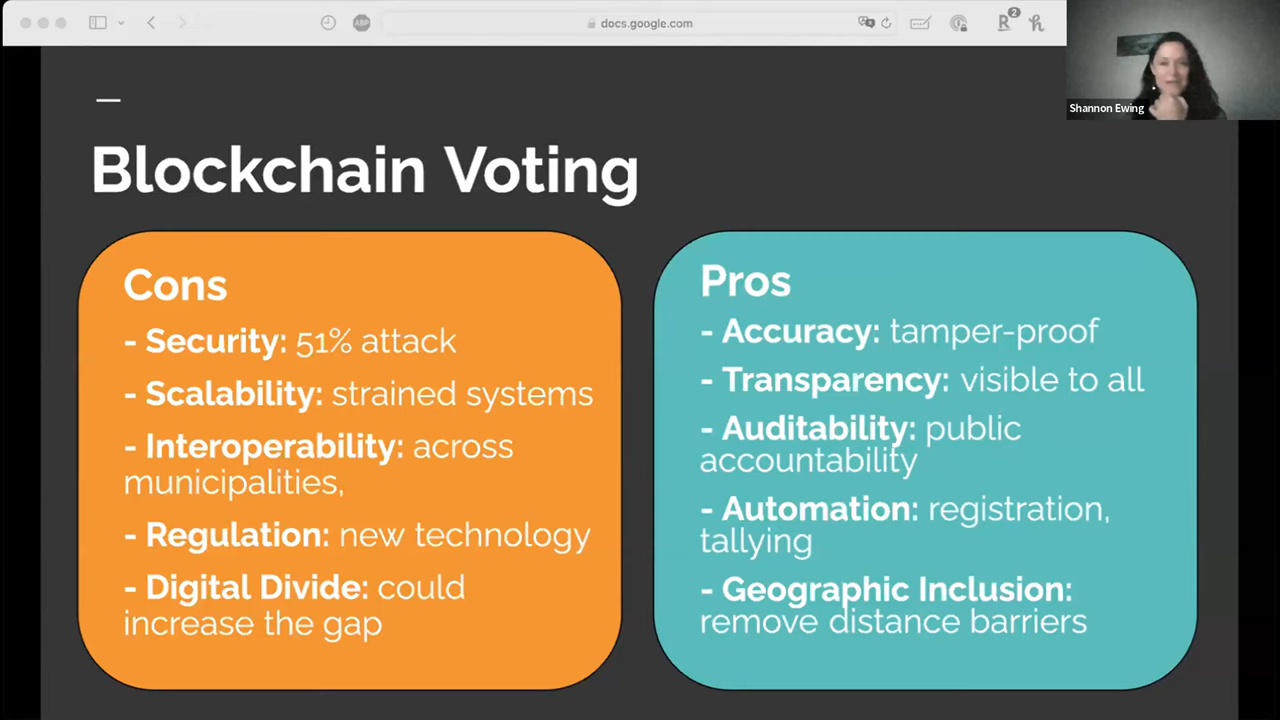 docs.google.com
ABP
2
Shannon Ewing
Blockchain Voting
Cons
- Security: 51% attack
- Scalability: strained systems
- Interoperability: across
municipalities,
- Regulation: new technology
- Digital Divide: could
increase the gap
Pros
- Accuracy: tamper-proof
- Transparency: visible to all
- Auditability: public
accountability
- Automation: registration,
tallying
- Geographic Inclusion:
remove distance barriers